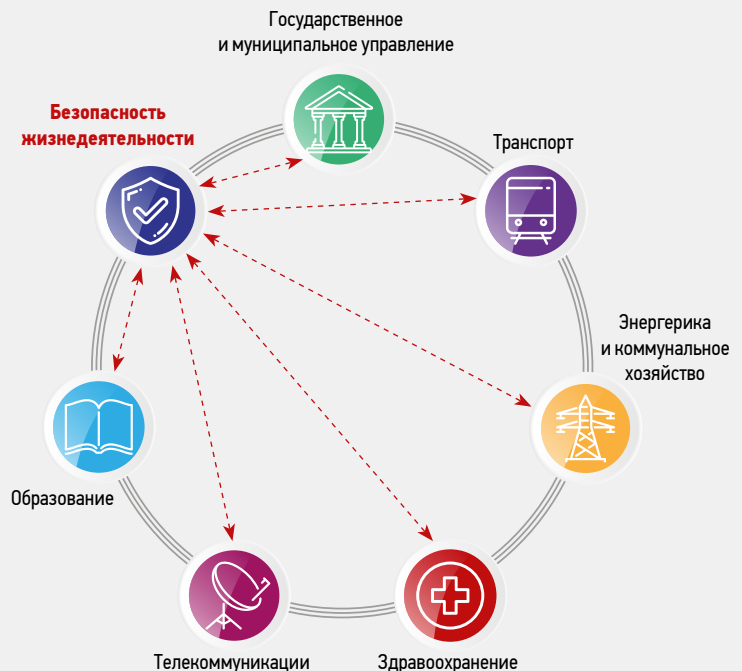 Государственное
и муниципальное управление
Безопасность
жизнедеятельности
Транспорт
Энергерика
и коммунальное
хозяйство
Образование
Телекоммуникации
Здравоохранение